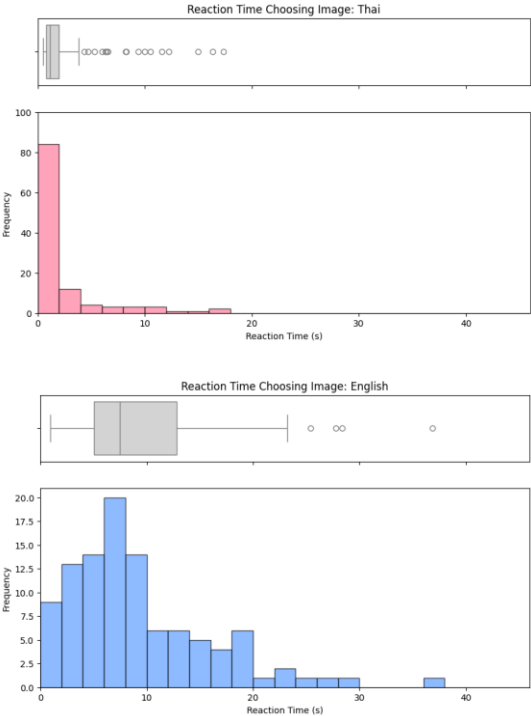 Reaction Time Choosing Image: Thai
100
80
60
40
20
0
Frequency
0 10 20 30 40
Reaction Time (s)
Reaction Time Choosing Image: English
20.0
17.5
15.0
12.5
10.0
7.5
5.0
2.5
0.0
Frequency
0 10 20 30 40
Reaction Time (s)